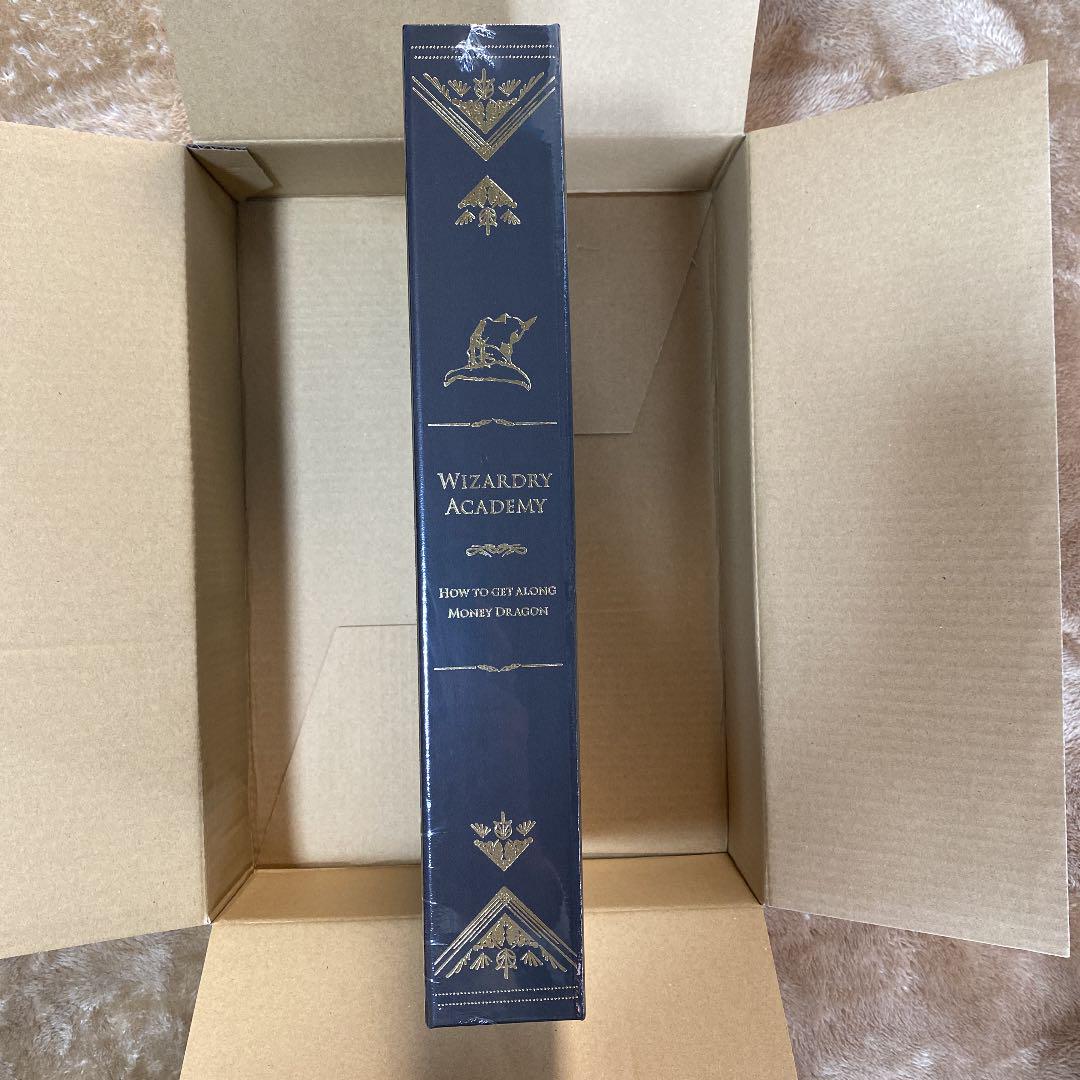 WIZARDRY
ACADEMY
HOW TO GET ALONG
MONEY DRAGON